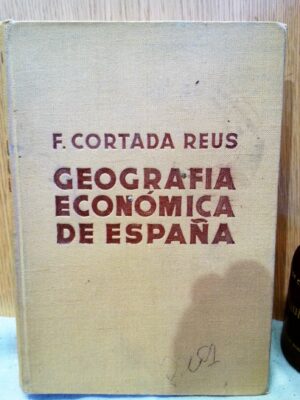 F. CORTADA REUS
GEOGRAFIA
ECONÓMICA
DE ESPAÑA